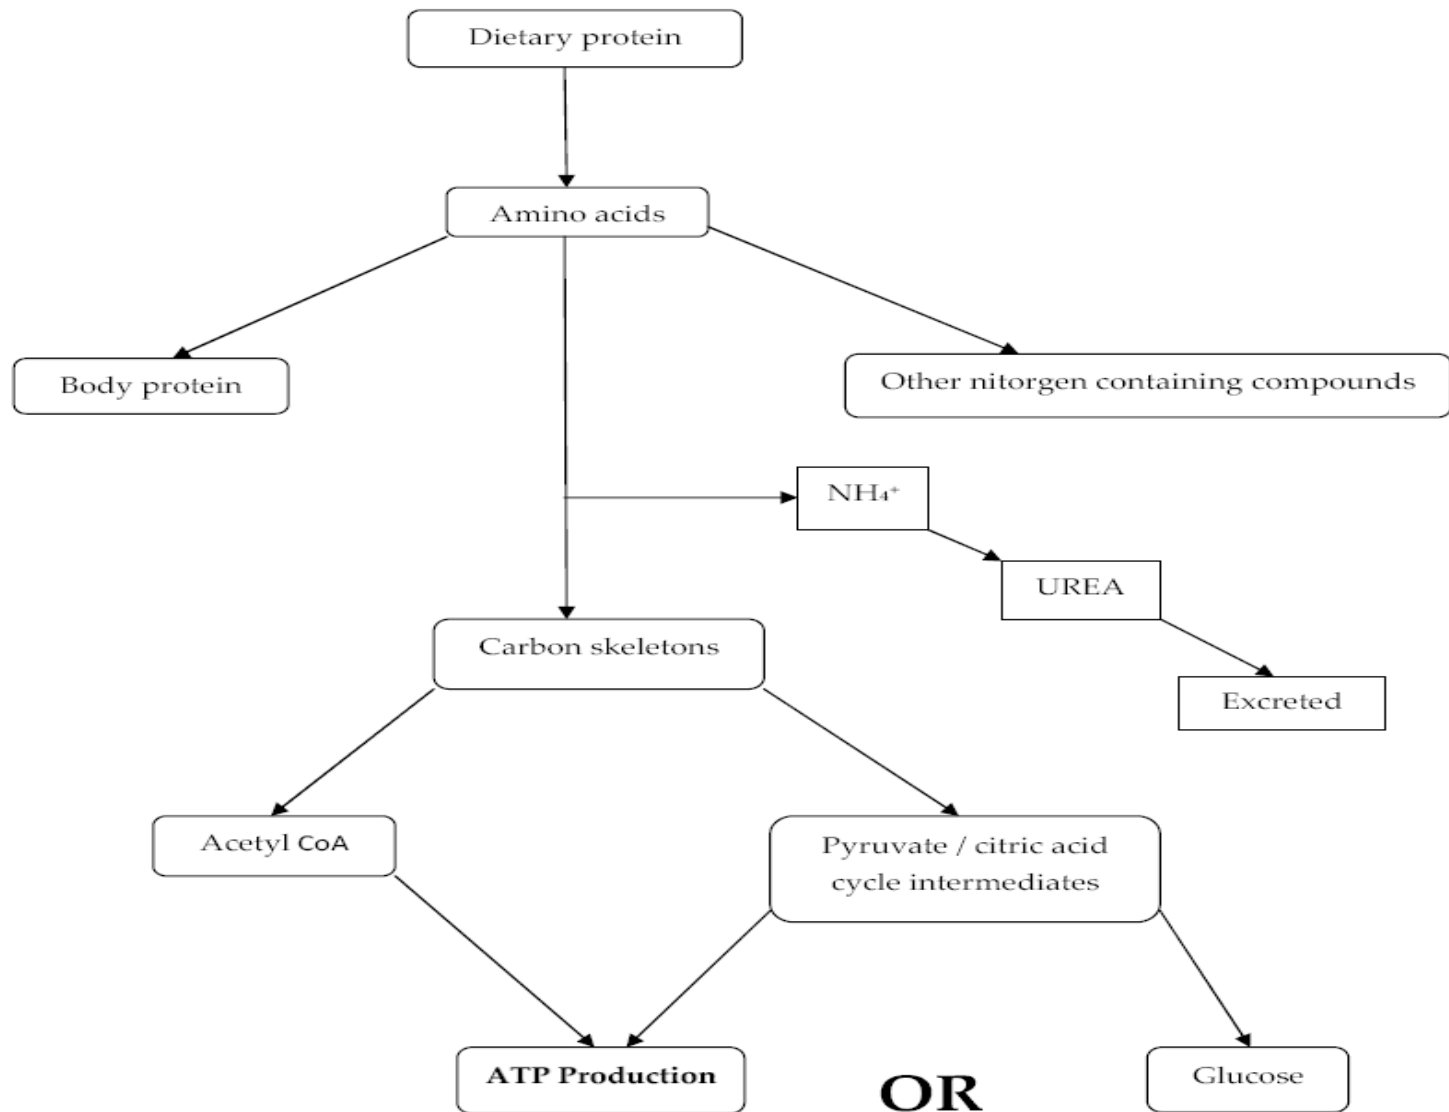 Dietary protein
Amino acids
Body protein
Other nitorgen containing compounds
NH₄⁺
UREA
Carbon skeletons
Excreted
Acetyl CoA
Pyruvate / citric acid
cycle intermediates
ATP Production
OR
Glucose